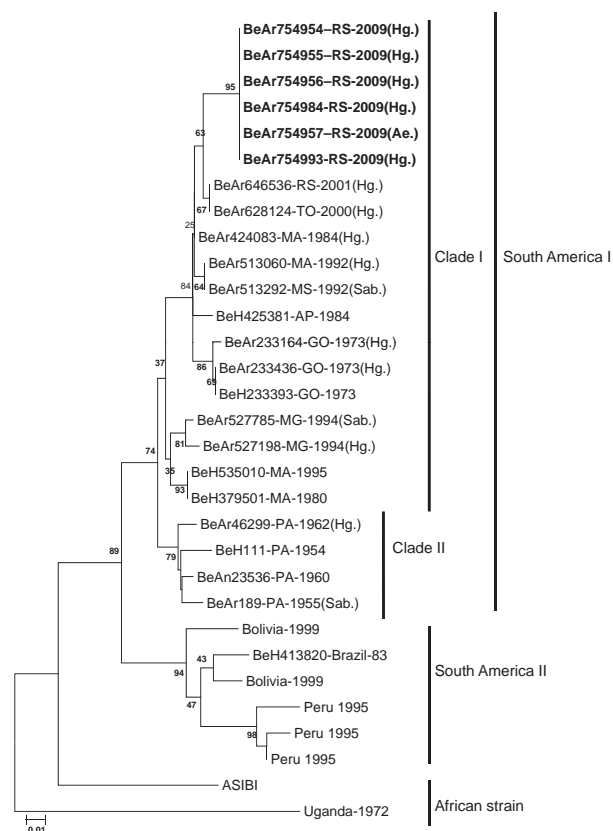 BeAr754954–RS-2009(Hg.)
BeAr754955–RS-2009(Hg.)
BeAr754956–RS-2009(Hg.)
95
BeAr754984-RS-2009(Hg.)
63
BeAr754957–RS-2009(Ae.)
BeAr754993-RS-2009(Hg.)
BeAr646536-RS-2001(Hg.)
67
BeAr628124-TO-2000(Hg.)
25
BeAr424083-MA-1984(Hg.)
Clade I
South America I
BeAr513060-MA-1992(Hg.)
84
64
BeAr513292-MS-1992(Sab.)
BeH425381-AP-1984
BeAr233164-GO-1973(Hg.)
37
86
BeAr233436-GO-1973(Hg.)
69
BeH233393-GO-1973
BeAr527785-MG-1994(Sab.)
74
81
BeAr527198-MG-1994(Hg.)
35
BeH535010-MA-1995
93
BeH379501-MA-1980
BeAr46299-PA-1962(Hg.)
89
79
BeH111-PA-1954
Clade II
BeAn23536-PA-1960
BeAr189-PA-1955(Sab.)
Bolivia-1999
94
43
BeH413820-Brazil-83
South America II
Bolivia-1999
47
Peru 1995
98
Peru 1995
Peru 1995
ASIBI
Uganda-1972
African strain
0.01